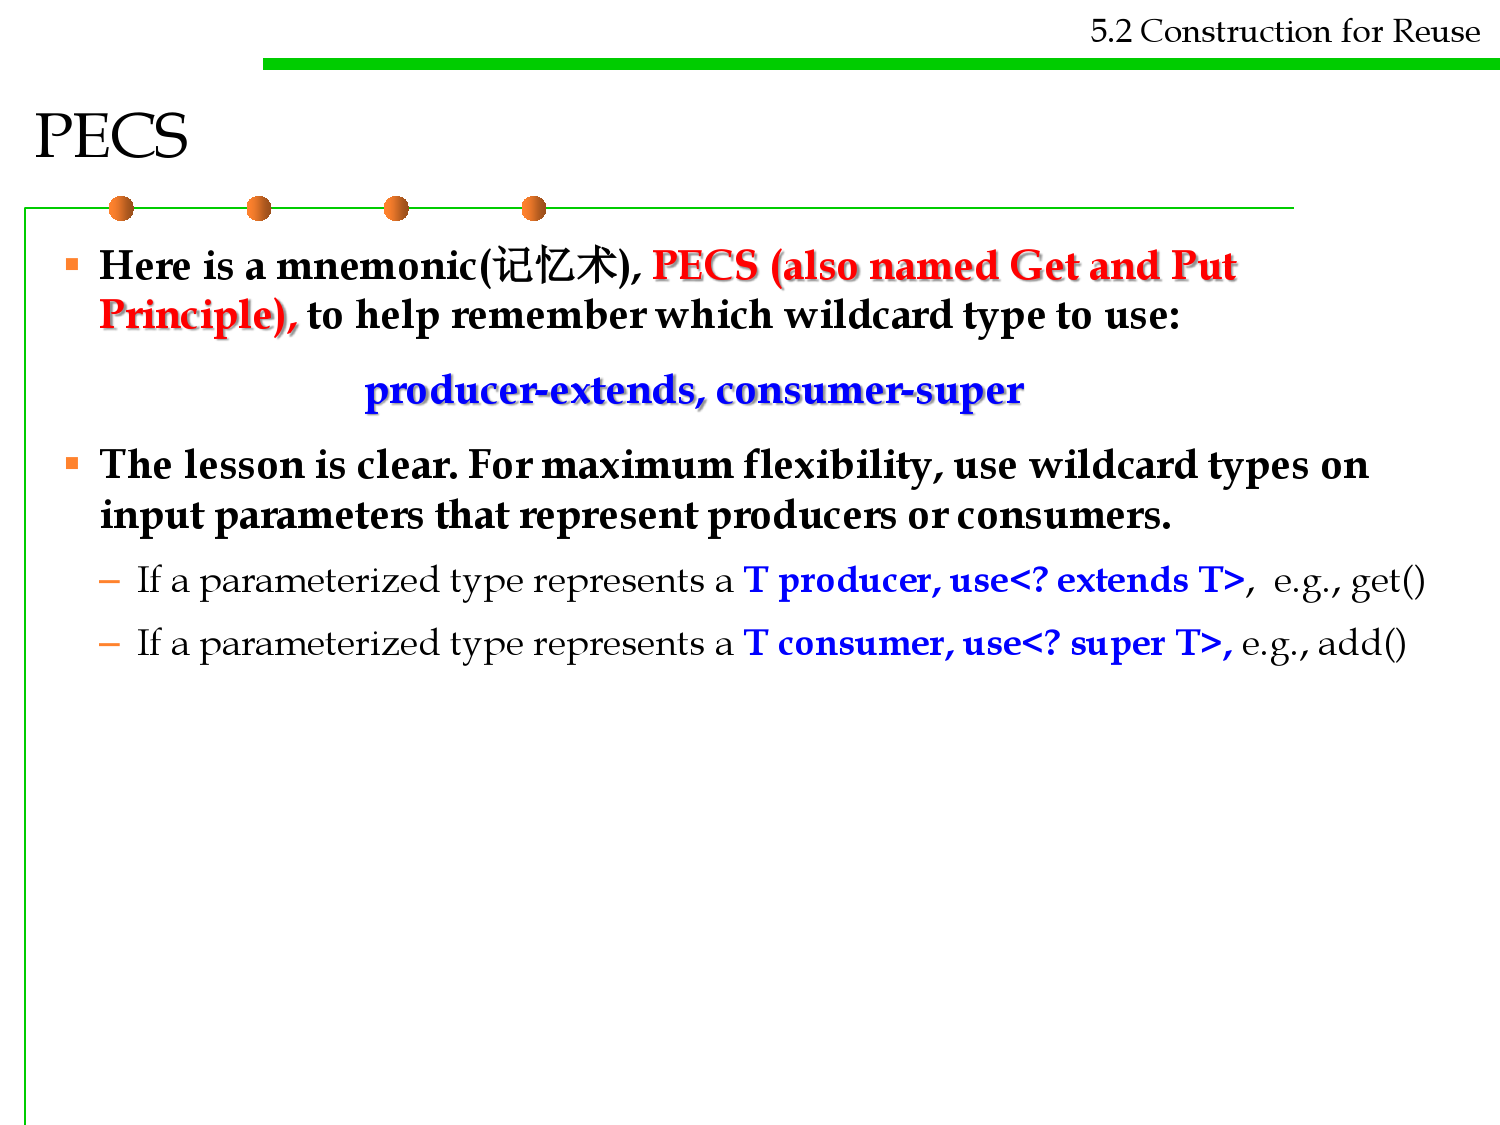 5.2 Construction for Reuse
PECS
Here is a mnemonic(记忆术), PECS (also named Get and Put
Principle), to help remember which wildcard type to use:
producer-extends, consumer-super
The lesson is clear. For maximum flexibility, use wildcard types on
input parameters that represent producers or consumers.
– If a parameterized type represents a T producer, use<? extends T>, e.g., get()
– If a parameterized type represents a T consumer, use<? super T>, e.g., add()